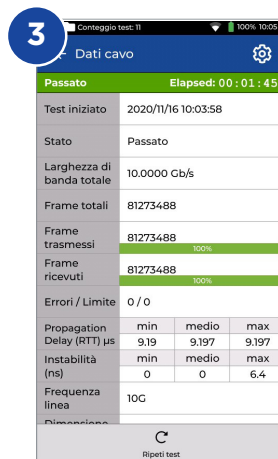 3
Conteggio test: 11 100% 10:05
Dati cavo
Passato Elapsed: 00:01:45
Test iniziato 2020/11/16 10:03:58
Stato Passato
Larghezza di
banda totale 10.0000 Gb/s
Frame totali 81273488
Frame
trasmessi 81273488
100%
Frame
ricevuti 81273488
100%
Errori / Limite 0 / 0
Propagation min medio max
Delay (RTT) µs 9.19 9.197 9.197
Instabilità min medio max
(ns) 0 0 6.4
Frequenza
linea 10G
Dimensione
Ripeti test